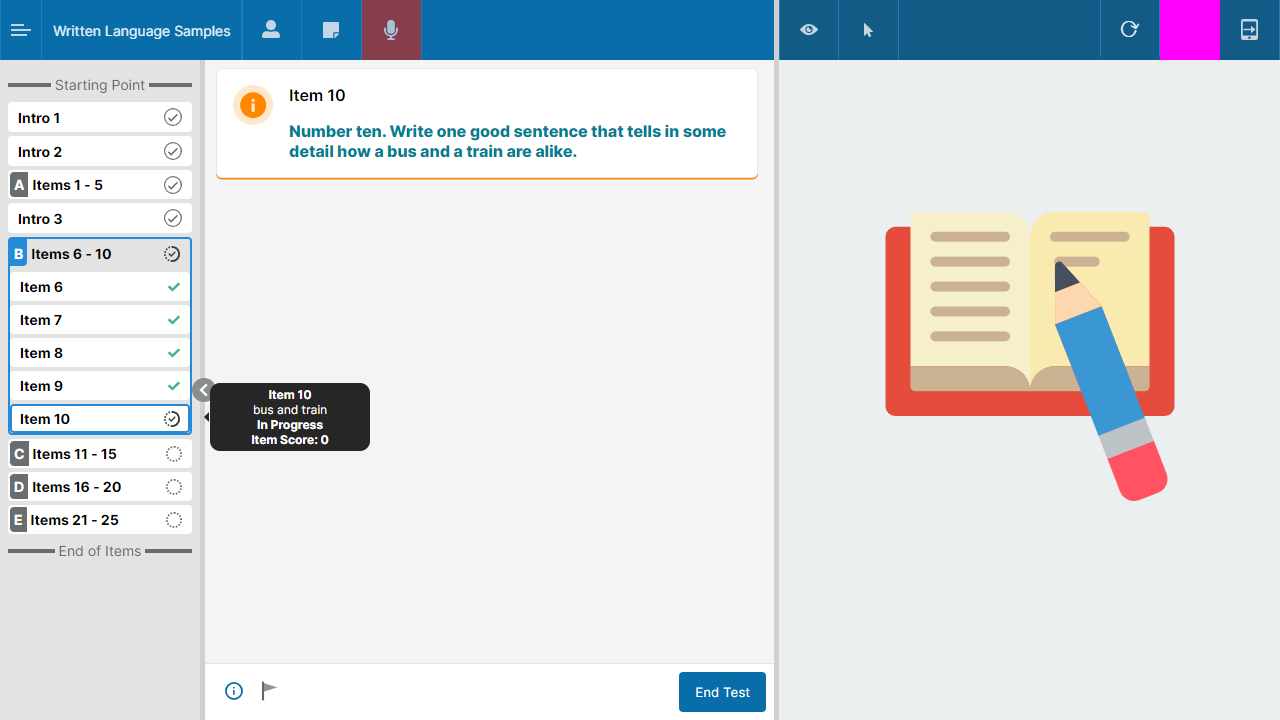 Written Language Samples
Starting Point
Intro 1
Intro 2
A Items 1 - 5
Intro 3
B Items 6 - 10
Item 6
Item 7
Item 8
Item 9
Item 10
C Items 11 - 15
D Items 16 - 20
E Items 21 - 25
End of Items
Item 10
Number ten. Write one good sentence that tells in some
detail how a bus and a train are alike.
Item 10
bus and train
In Progress
Item Score: 0
End Test